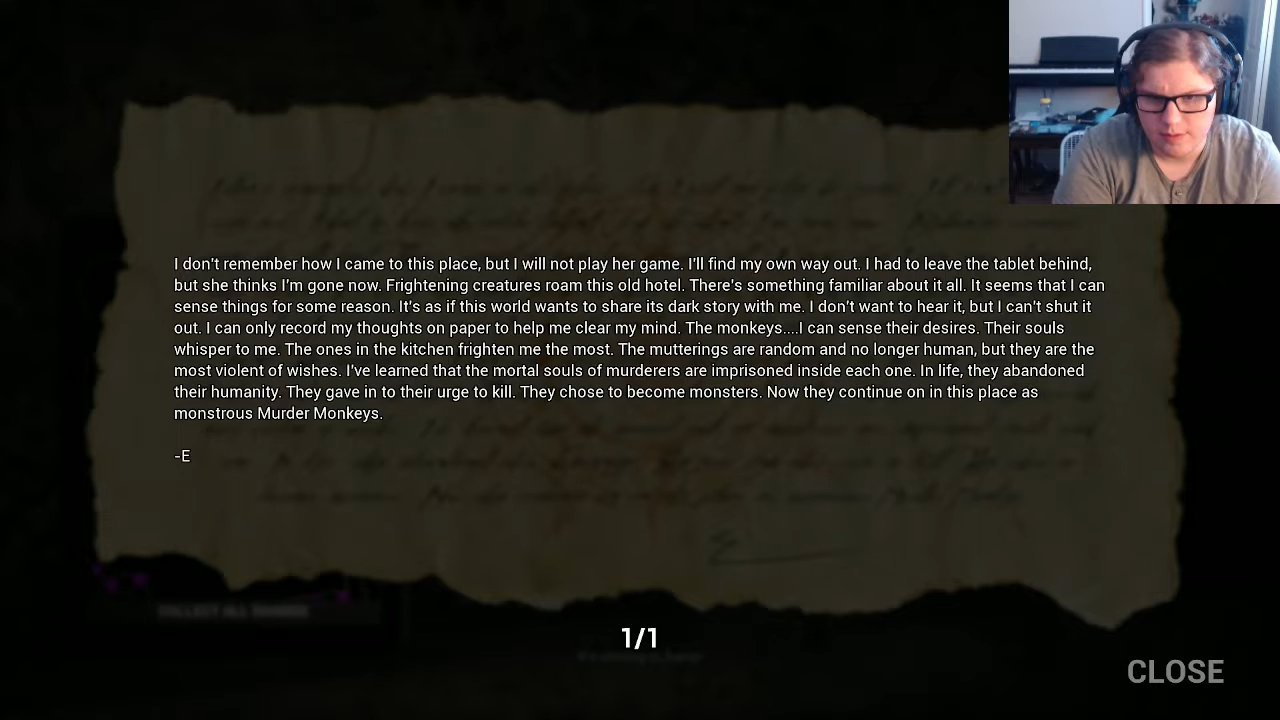 I don't remember how I came to this place, but I will not play her game. I'll find my own way out. I had to leave the tablet behind,
but she thinks I'm gone now. Frightening creatures roam this old hotel. There's something familiar about it all. It seems that I can
sense things for some reason. It's as if this world wants to share its dark story with me. I don't want to hear it, but I can't shut it
out. I can only record my thoughts on paper to help me clear my mind. The monkeys....I can sense their desires. Their souls
whisper to me. The ones in the kitchen frighten me the most. The mutterings are random and no longer human, but they are the
most violent of wishes. I've learned that the mortal souls of murderers are imprisoned inside each one. In life, they abandoned
their humanity. They gave in to their urge to kill. They chose to become monsters. Now they continue on in this place as
monstrous Murder Monkeys.
-E
COLLECT ALL SHARDS
1/1
CLOSE